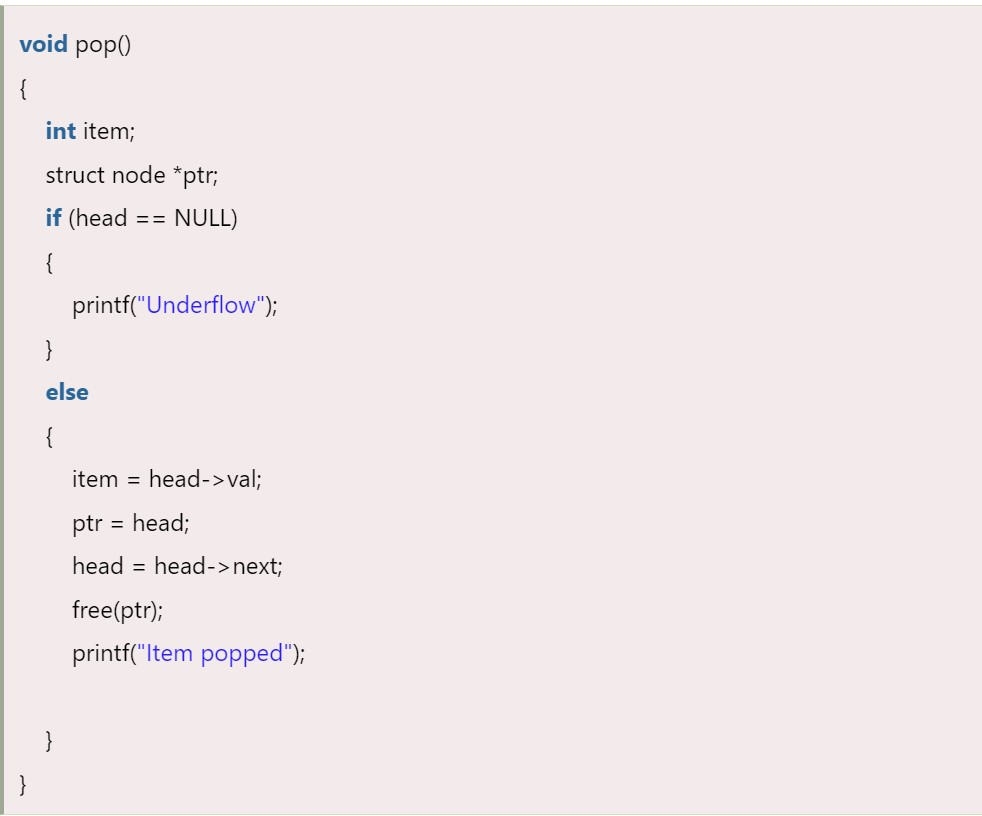 void pop()
{
int item;
struct node *ptr;
if (head == NULL)
{
printf("Underflow");
}
else
{
item = head->val;
ptr = head;
head = head->next;
free(ptr);
printf("Item popped");
}
}